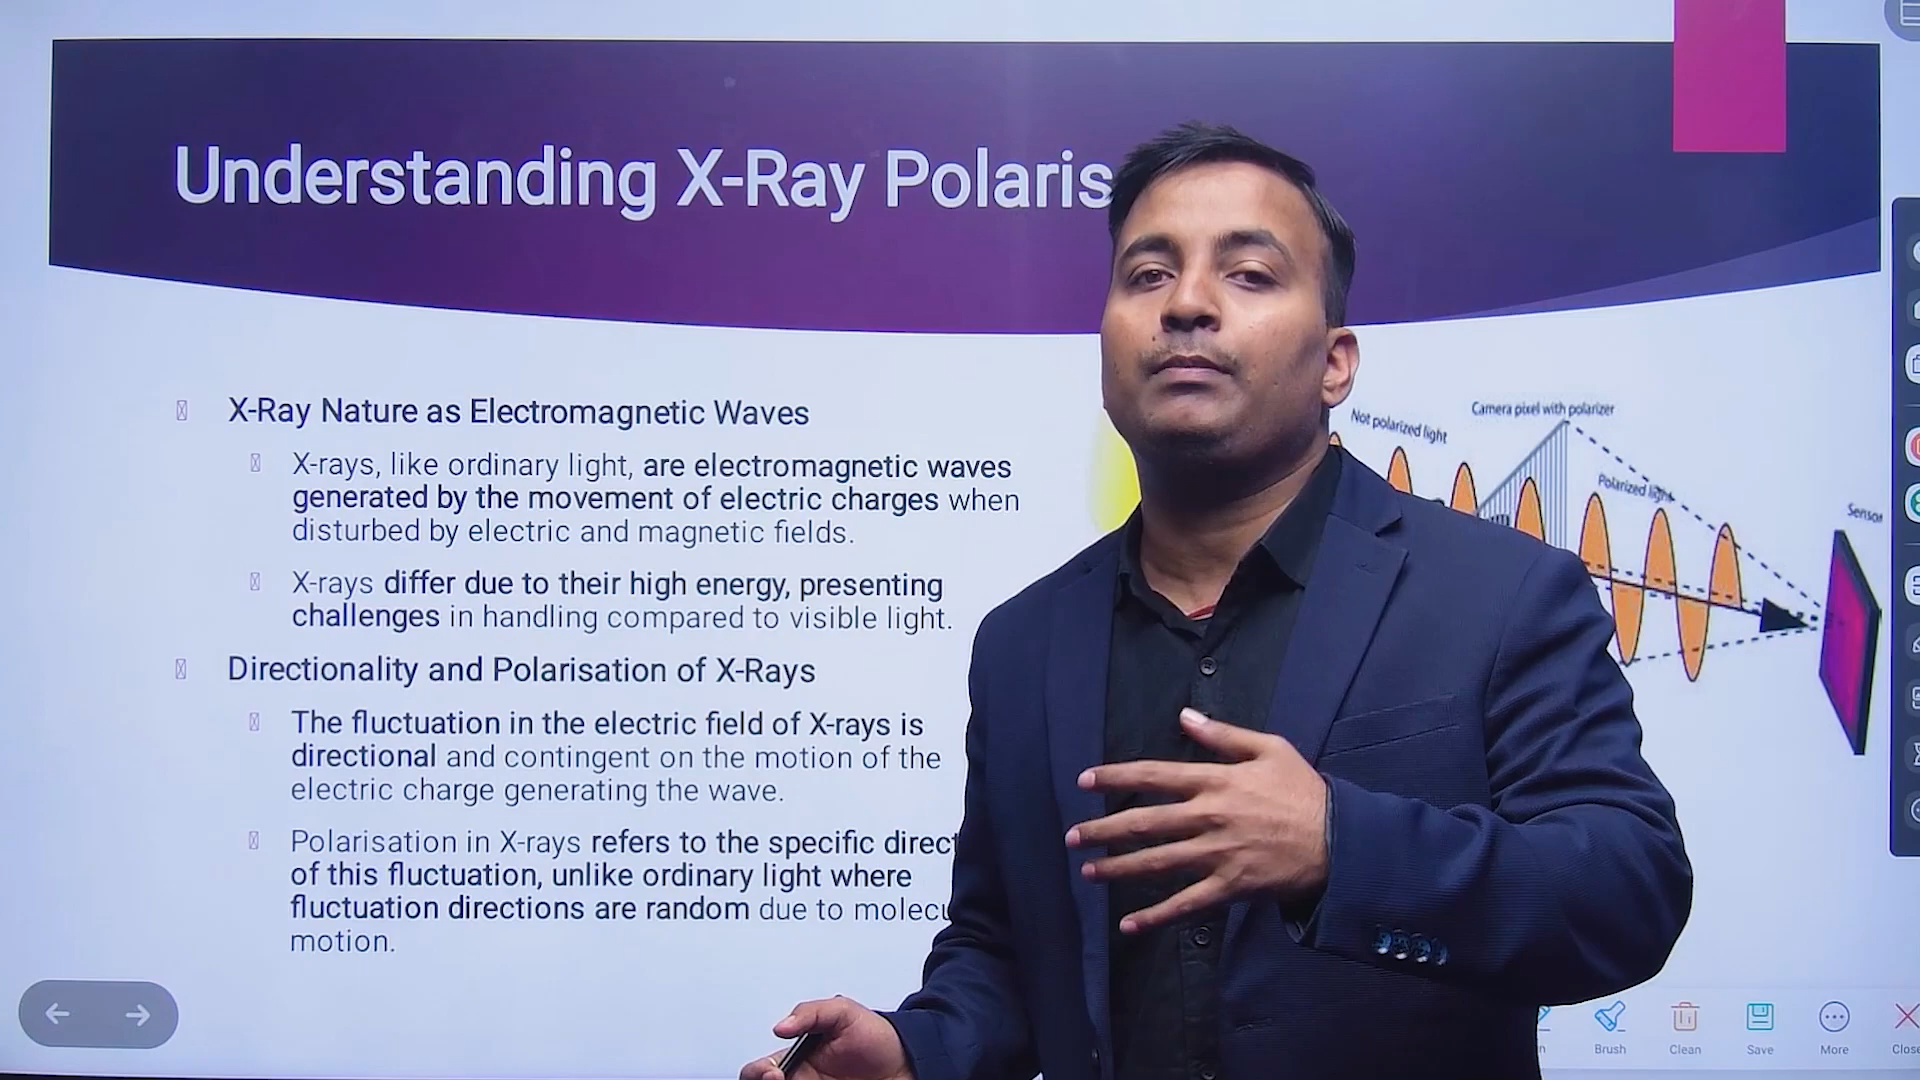 Understanding X-Ray Polaris
X-Ray Nature as Electromagnetic Waves
X-rays, like ordinary light, are electromagnetic waves
generated by the movement of electric charges when
disturbed by electric and magnetic fields.
X-rays differ due to their high energy, presenting
challenges in handling compared to visible light.
Directionality and Polarisation of X-Rays
The fluctuation in the electric field of X-rays is
directional and contingent on the motion of the
electric charge generating the wave.
Polarisation in X-rays refers to the specific direct
of this fluctuation, unlike ordinary light where
fluctuation directions are random due to molecu
motion.
Not polarized light
Camera pixel with polarizer
Polarized light
Sensor
Brush
Clean
Save
More
Close